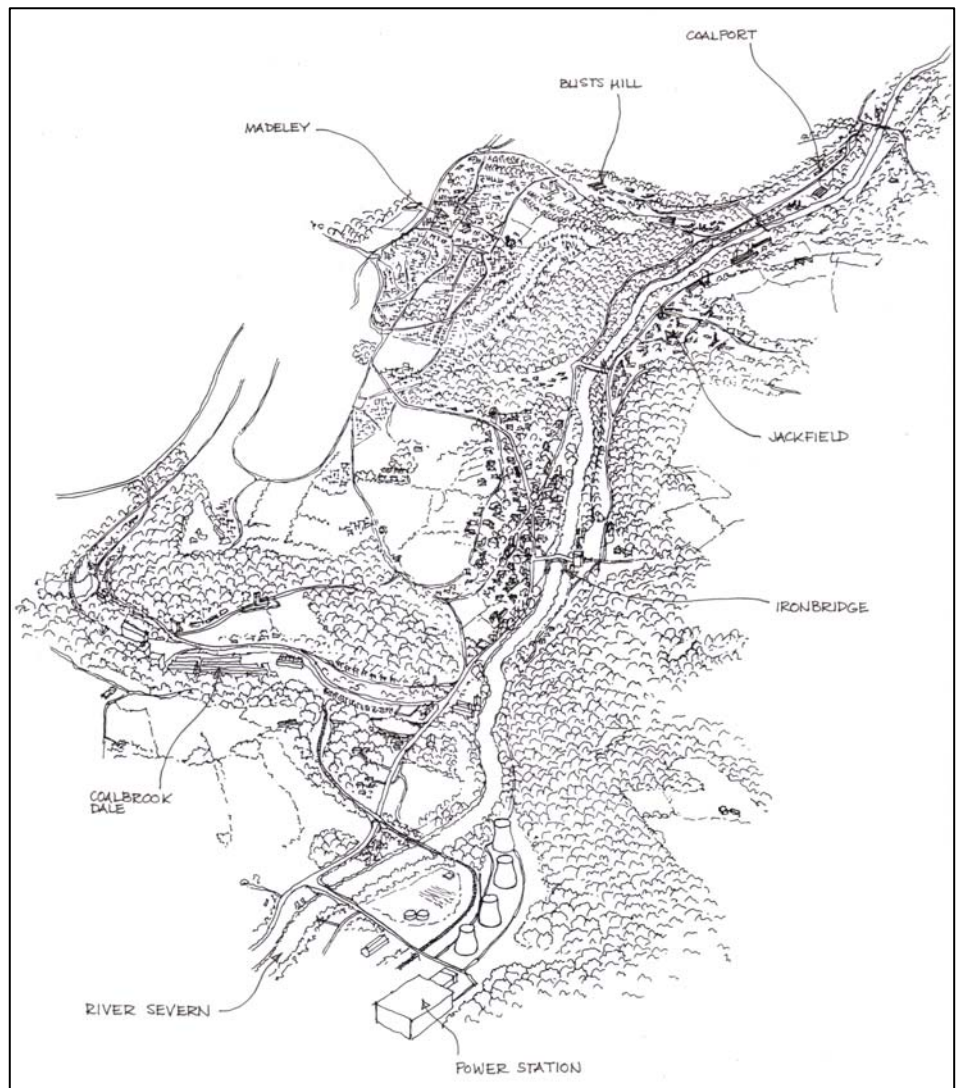 COALPORT
BLISTS HILL
MADELEY
JACKFIELD
IRONBRIDGE
COALBROOK
DALE
RIVER SEVERN
POWER STATION